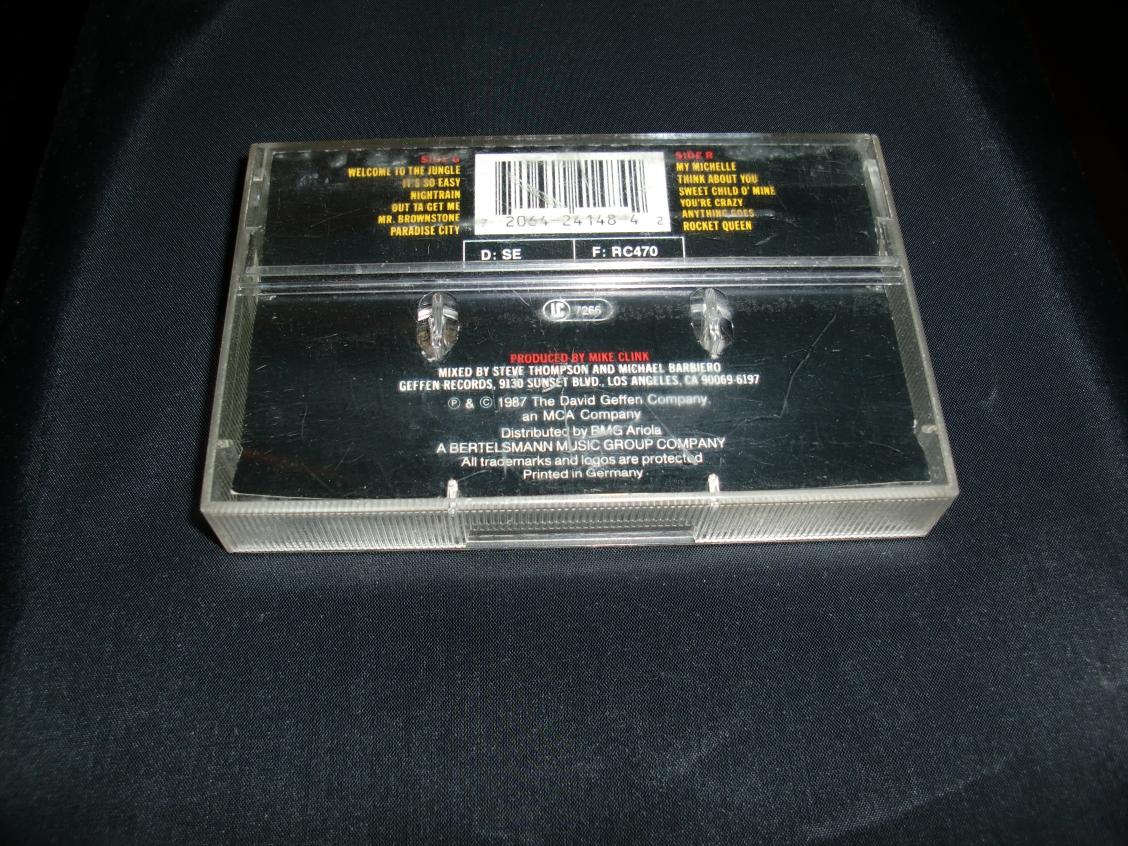 SIDE G
WELCOME TO THE JUNGLE
IT'S SO EASY
NIGHTRAIN
OUT TA GET ME
MR. BROWNSTONE
PARADISE CITY
7 2064-24148-4 2
SIDE R
MY MICHELLE
THINK ABOUT YOU
SWEET CHILD O' MINE
YOU'RE CRAZY
ANYTHING GOES
ROCKET QUEEN
D: SE F: RC470
LC 7266
PRODUCED BY MIKE CLINK
MIXED BY STEVE THOMPSON AND MICHAEL BARBIERO
GEFFEN RECORDS, 9130 SUNSET BLVD., LOS ANGELES, CA 90069-6197
℗ & © 1987 The David Geffen Company,
an MCA Company
Distributed by BMG Ariola
A BERTELSMANN MUSIC GROUP COMPANY
All trademarks and logos are protected
Printed in Germany